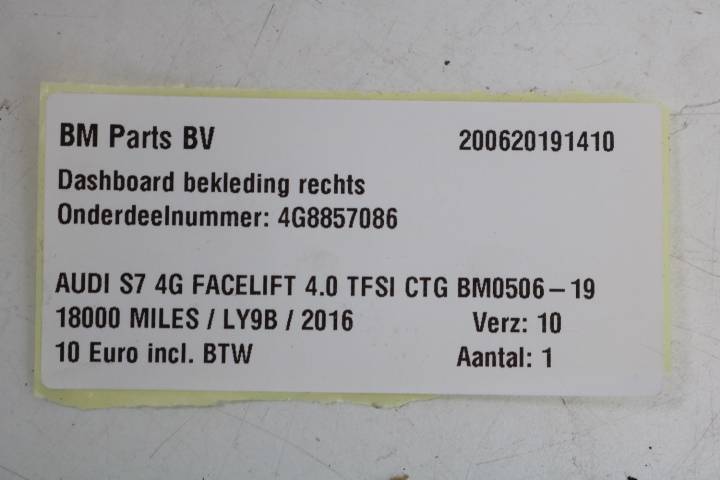 BM Parts BV 200620191410
Dashboard bekleding rechts
Onderdeelnummer: 4G8857086
AUDI S7 4G FACELIFT 4.0 TFSI CTG BM0506-19
18000 MILES / LY9B / 2016 Verz: 10
10 Euro incl. BTW Aantal: 1